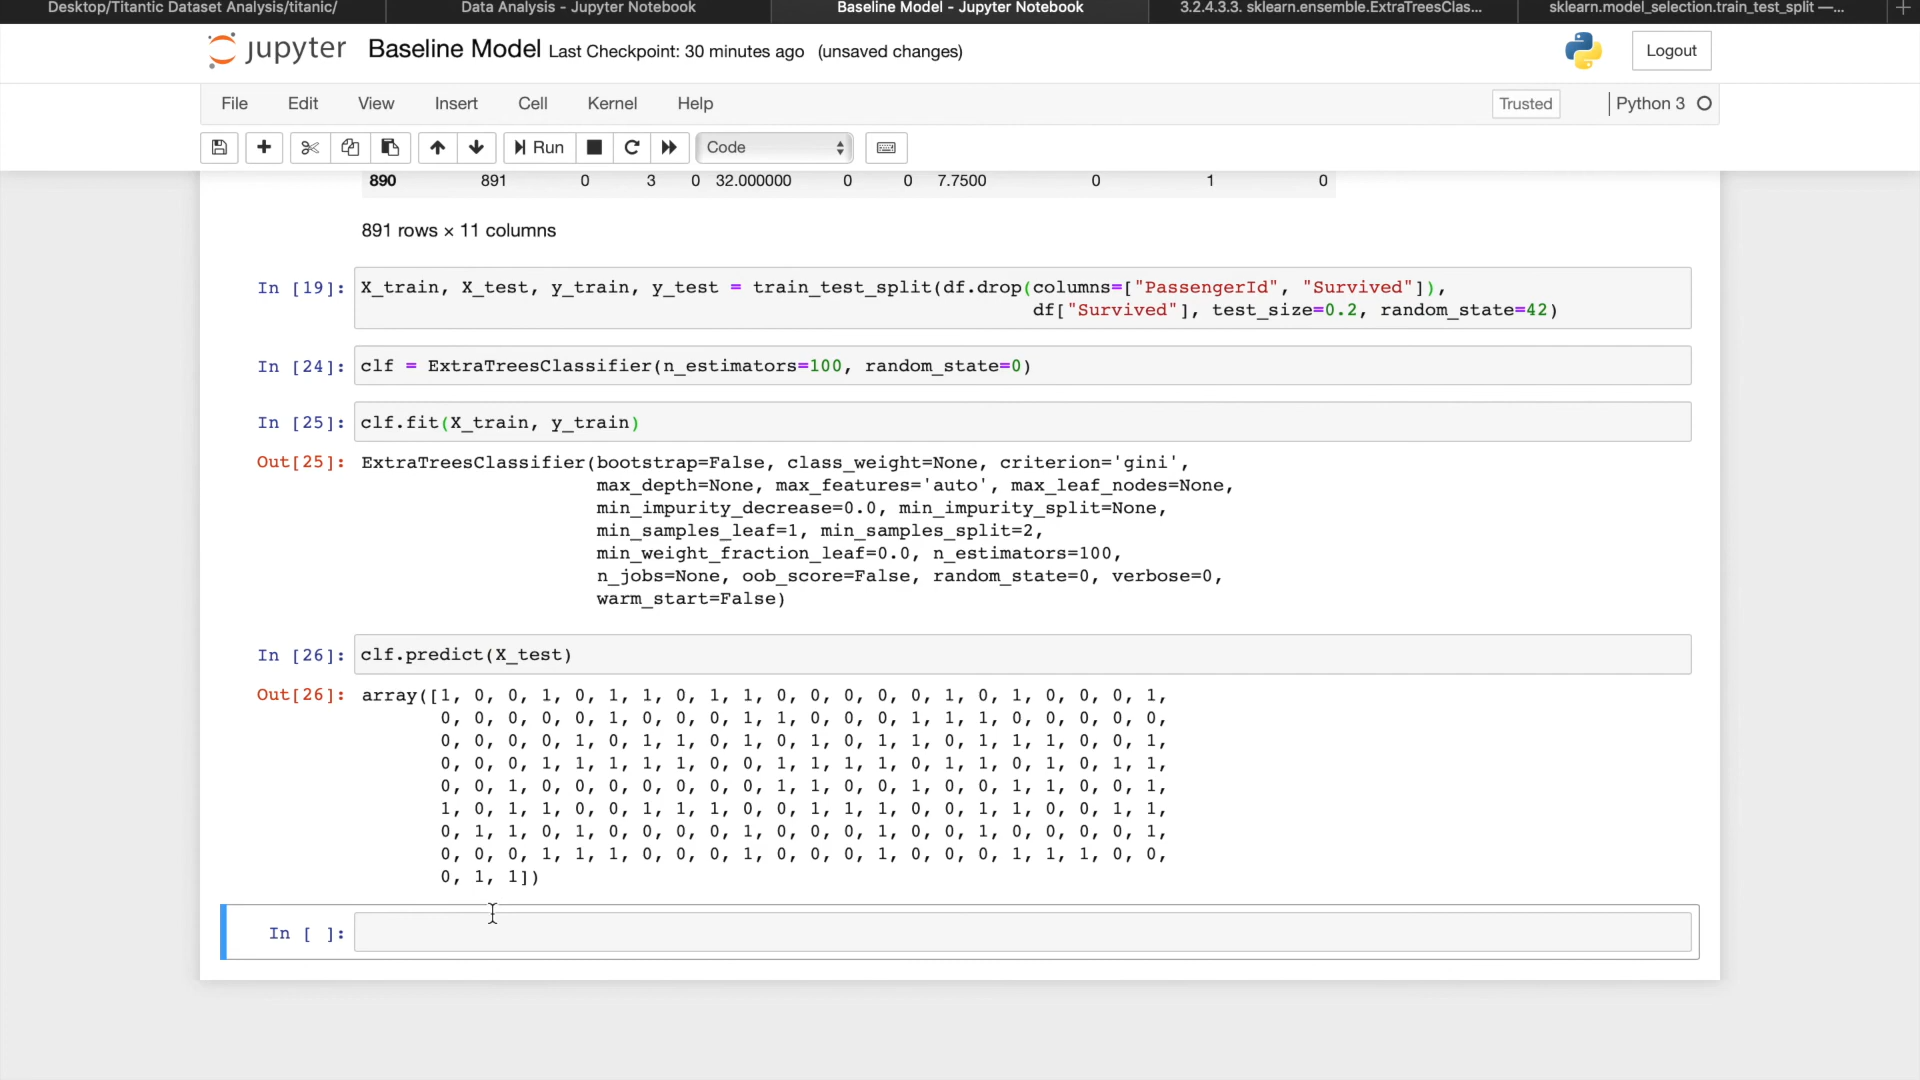 Desktop/Titantic Dataset Analysis/titanic/
Data Analysis - Jupyter Notebook
Baseline Model - Jupyter Notebook
3.2.4.3.3. sklearn.ensemble.ExtraTreesClas...
sklearn.model_selection.train_test_split —...
jupyter Baseline Model Last Checkpoint: 30 minutes ago (unsaved changes)
Logout
File Edit View Insert Cell Kernel Help
Trusted
Python 3
Run
Code
890 891 0 3 0 32.000000 0 0 7.7500 0 1 0
891 rows × 11 columns
In [19]: X_train, X_test, y_train, y_test = train_test_split(df.drop(columns=["PassengerId", "Survived"]),
df["Survived"], test_size=0.2, random_state=42)
In [24]: clf = ExtraTreesClassifier(n_estimators=100, random_state=0)
In [25]: clf.fit(X_train, y_train)
Out[25]: ExtraTreesClassifier(bootstrap=False, class_weight=None, criterion='gini',
max_depth=None, max_features='auto', max_leaf_nodes=None,
min_impurity_decrease=0.0, min_impurity_split=None,
min_samples_leaf=1, min_samples_split=2,
min_weight_fraction_leaf=0.0, n_estimators=100,
n_jobs=None, oob_score=False, random_state=0, verbose=0,
warm_start=False)
In [26]: clf.predict(X_test)
Out[26]: array([1, 0, 0, 1, 0, 1, 1, 0, 1, 1, 0, 0, 0, 0, 0, 1, 0, 1, 0, 0, 0, 1,
0, 0, 0, 0, 0, 1, 0, 0, 0, 1, 1, 0, 0, 0, 1, 1, 1, 0, 0, 0, 0, 0,
0, 0, 0, 0, 1, 0, 1, 1, 0, 1, 0, 1, 0, 1, 1, 0, 1, 1, 1, 0, 0, 1,
0, 0, 0, 1, 1, 1, 1, 1, 0, 0, 1, 1, 1, 1, 0, 1, 1, 0, 1, 0, 1, 1,
0, 0, 1, 0, 0, 0, 0, 0, 0, 0, 1, 1, 0, 0, 1, 0, 0, 1, 1, 0, 0, 1,
1, 0, 1, 1, 0, 0, 1, 1, 1, 0, 0, 1, 1, 1, 0, 0, 1, 1, 0, 0, 1, 1,
0, 1, 1, 0, 1, 0, 0, 0, 0, 1, 0, 0, 0, 1, 0, 0, 1, 0, 0, 0, 0, 1,
0, 0, 0, 1, 1, 1, 0, 0, 0, 1, 0, 0, 0, 1, 0, 0, 0, 1, 1, 1, 0, 0,
0, 1, 1])
In [ ]: